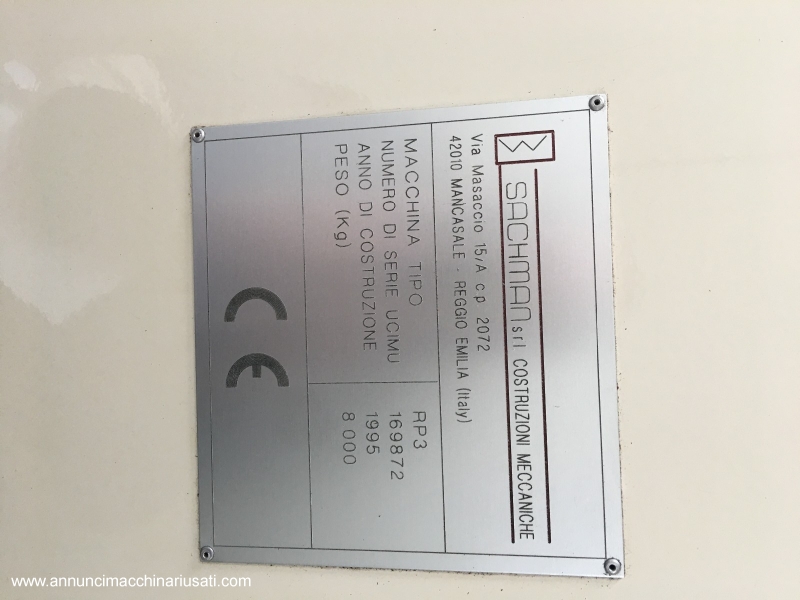 SACHMAN srl COSTRUZIONI MECCANICHE
Via Masaccio 15/A c.p 2072
42010 MANCASALE - REGGIO EMILIA (Italy)
MACCHINA TIPO RP3
NUMERO DI SERIE UCIMU 169872
ANNO DI COSTRUZIONE 1995
PESO (Kg) 8 000
CE
www.annuncimacchinariusati.com